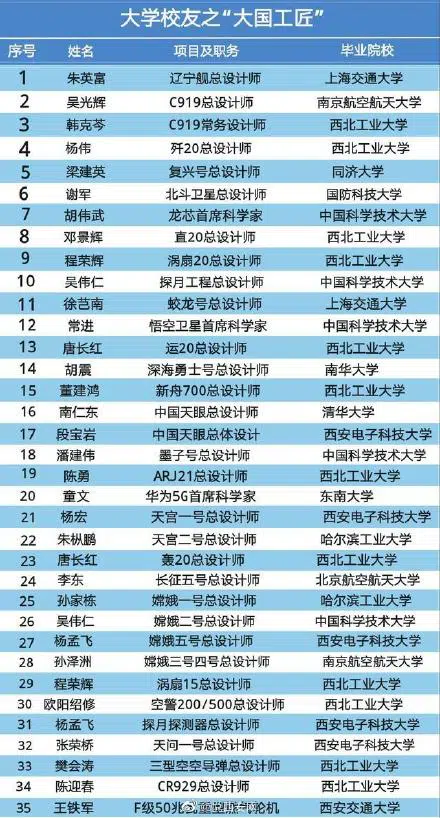 大学校友之“大国工匠”
序号 姓名 项目及职务 毕业院校
1 朱英富 辽宁舰总设计师 上海交通大学
2 吴光辉 C919总设计师 南京航空航天大学
3 韩克芩 C919常务设计师 西北工业大学
4 杨伟 歼20总设计师 西北工业大学
5 梁建英 复兴号总设计师 同济大学
6 谢军 北斗卫星总设计师 国防科技大学
7 胡伟武 龙芯首席科学家 中国科学技术大学
8 邓景辉 直20总设计师 西北工业大学
9 程荣辉 涡扇20总设计师 西北工业大学
10 吴伟仁 探月工程总设计师 中国科学技术大学
11 徐芑南 蛟龙号总设计师 上海交通大学
12 常进 悟空卫星首席科学家 中国科学技术大学
13 唐长红 运20总设计师 西北工业大学
14 胡震 深海勇士号总设计师 南华大学
15 董建鸿 新舟700总设计师 西北工业大学
16 南仁东 中国天眼总设计师 清华大学
17 段宝岩 中国天眼总体设计 西安电子科技大学
18 潘建伟 墨子号总设计师 中国科学技术大学
19 陈勇 ARJ21总设计师 西北工业大学
20 童文 华为5G首席科学家 东南大学
21 杨宏 天宫一号总设计师 西安电子科技大学
22 朱枞鹏 天宫二号总设计师 哈尔滨工业大学
23 唐长红 轰20总设计师 西北工业大学
24 李东 长征五号总设计师 北京航空航天大学
25 孙家栋 嫦娥一号总设计师 哈尔滨工业大学
26 吴伟仁 嫦娥二号总设计师 中国科学技术大学
27 杨孟飞 嫦娥五号总设计师 西安电子科技大学
28 孙泽洲 嫦娥三号四号总设计师 南京航空航天大学
29 程荣辉 涡扇15总设计师 西北工业大学
30 欧阳绍修 空警200/500总设计师 西北工业大学
31 杨孟飞 探月探测器总设计师 西安电子科技大学
32 张荣桥 天问一号总设计师 西安电子科技大学
33 樊会涛 三型空空导弹总设计师 西北工业大学
34 陈迎春 CR929总设计师 西北工业大学
35 王铁军 F级50兆瓦重型燃气轮机 西安交通大学